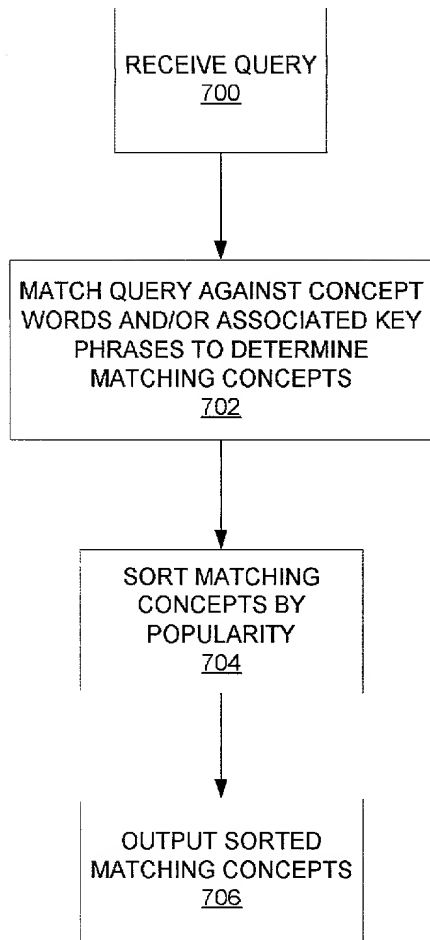 RECEIVE QUERY
700
MATCH QUERY AGAINST CONCEPT
WORDS AND/OR ASSOCIATED KEY
PHRASES TO DETERMINE
MATCHING CONCEPTS
702
SORT MATCHING
CONCEPTS BY
POPULARITY
704
OUTPUT SORTED
MATCHING CONCEPTS
706